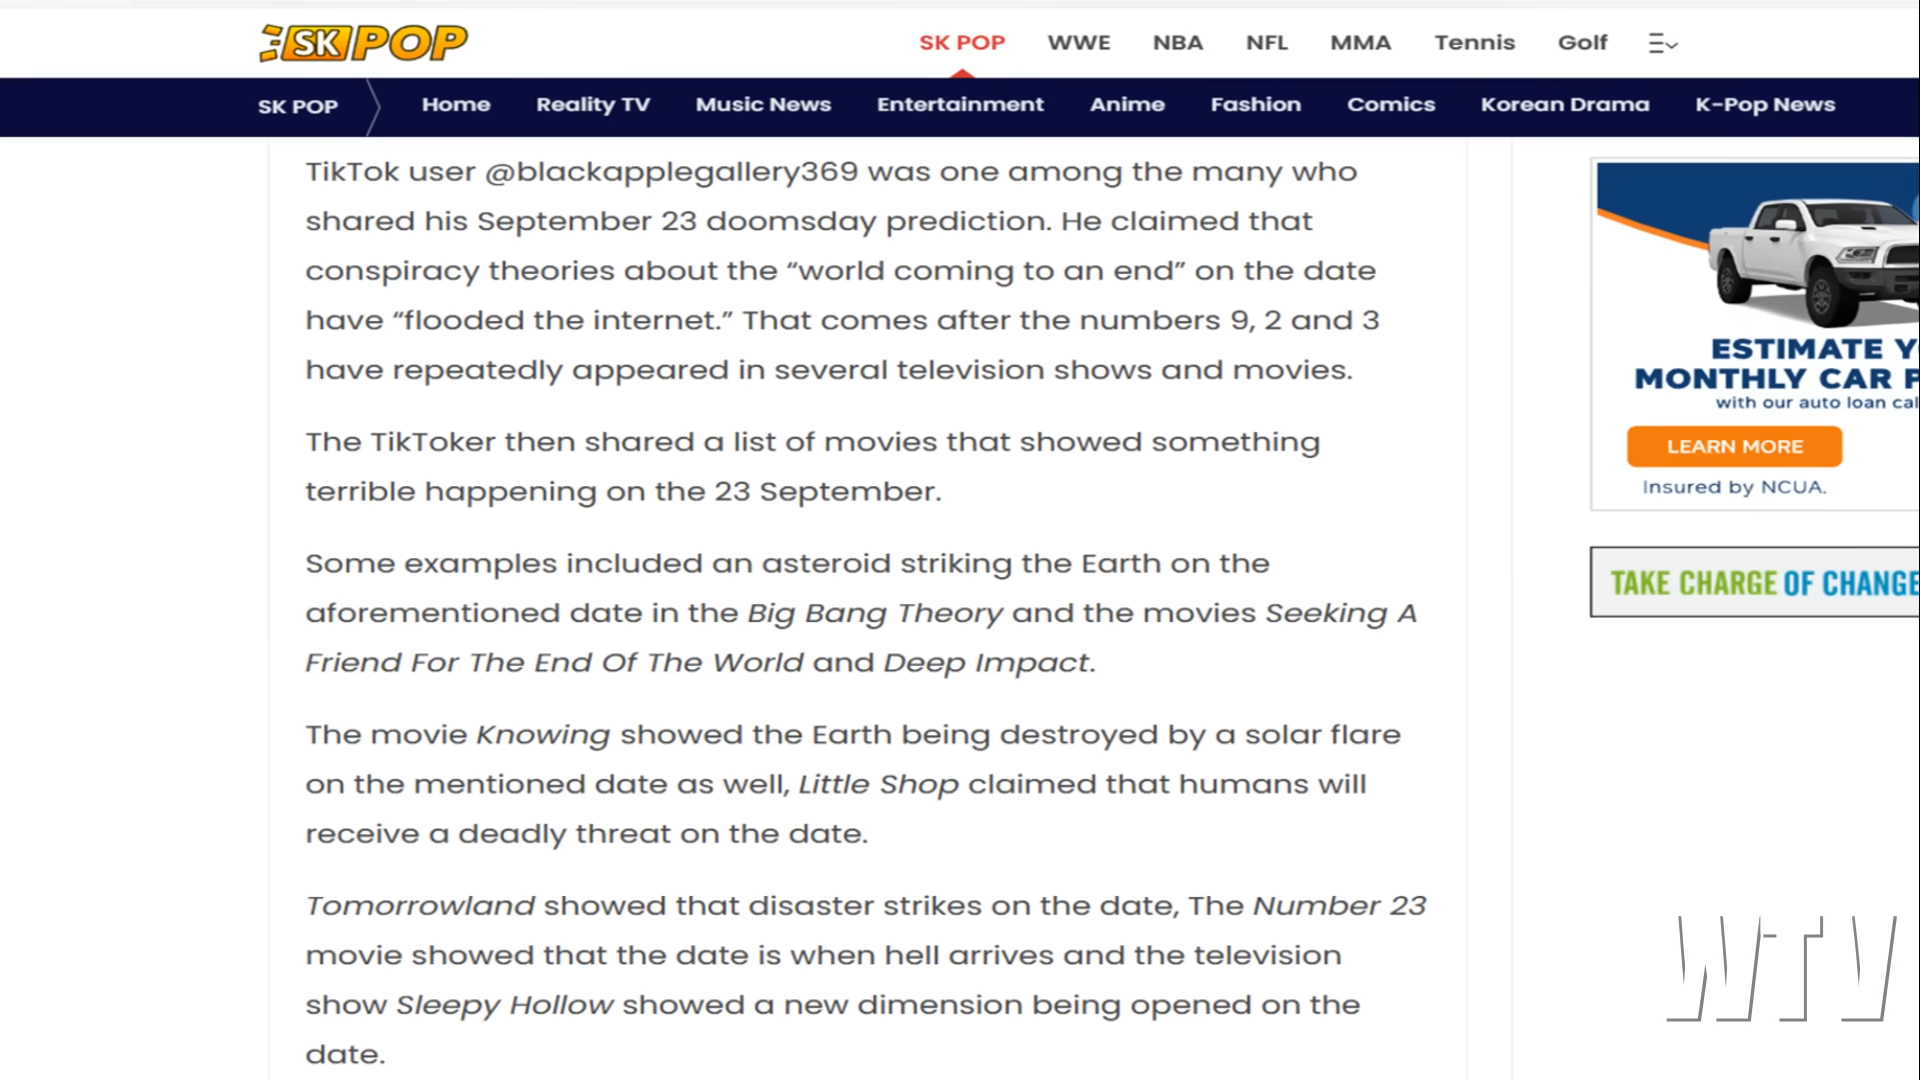 SK POP
SK POP WWE NBA NFL MMA Tennis Golf
SK POP Home Reality TV Music News Entertainment Anime Fashion Comics Korean Drama K-Pop News
TikTok user @blackapplegallery369 was one among the many who
shared his September 23 doomsday prediction. He claimed that
conspiracy theories about the “world coming to an end” on the date
have “flooded the internet.” That comes after the numbers 9, 2 and 3
have repeatedly appeared in several television shows and movies.
The TikToker then shared a list of movies that showed something
terrible happening on the 23 September.
Some examples included an asteroid striking the Earth on the
aforementioned date in the Big Bang Theory and the movies Seeking A
Friend For The End Of The World and Deep Impact.
The movie Knowing showed the Earth being destroyed by a solar flare
on the mentioned date as well, Little Shop claimed that humans will
receive a deadly threat on the date.
Tomorrowland showed that disaster strikes on the date, The Number 23
movie showed that the date is when hell arrives and the television
show Sleepy Hollow showed a new dimension being opened on the
date.
ESTIMATE Y
MONTHLY CAR P
with our auto loan cal
LEARN MORE
Insured by NCUA.
TAKE CHARGE OF CHANGE
WTV